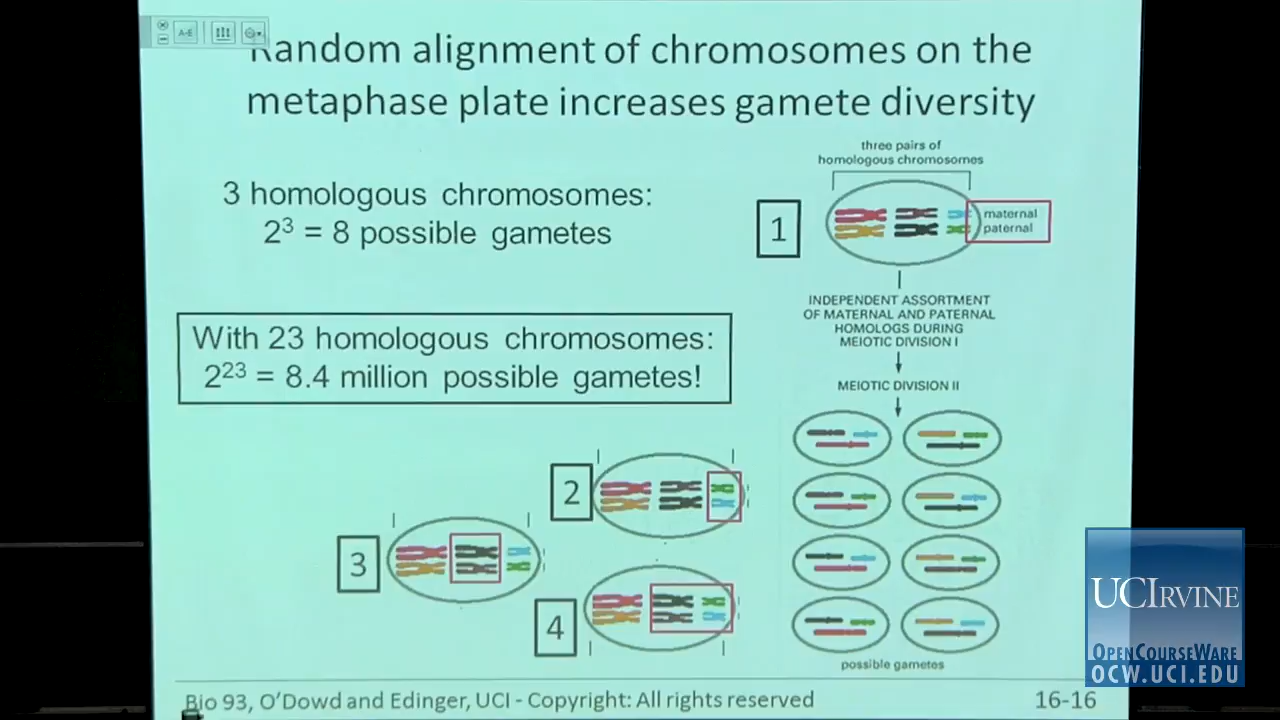 Random alignment of chromosomes on the
metaphase plate increases gamete diversity
3 homologous chromosomes:
2³ = 8 possible gametes
With 23 homologous chromosomes:
2²³ = 8.4 million possible gametes!
three pairs of
homologous chromosomes
1
maternal
paternal
INDEPENDENT ASSORTMENT
OF MATERNAL AND PATERNAL
HOMOLOGS DURING
MEIOTIC DIVISION I
MEIOTIC DIVISION II
2
3
4
possible gametes
UCIRVINE
OPENCOURSEWARE
OCW.UCI.EDU
Bio 93, O'Dowd and Edinger, UCI - Copyright: All rights reserved
16-16